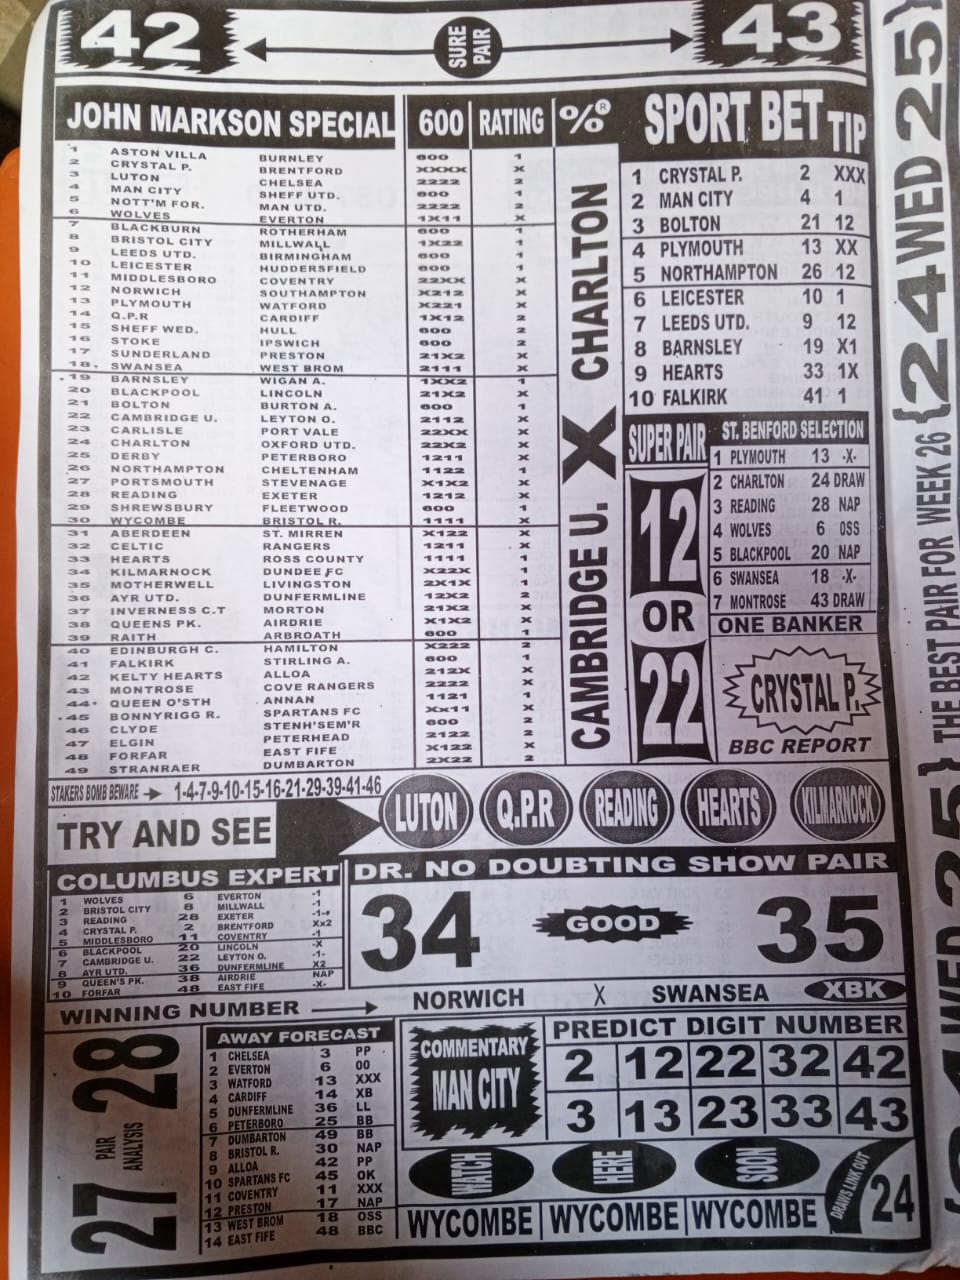 42 SURE PAIR 43
JOHN MARKSON SPECIAL 600 RATING %®
1 ASTON VILLA BURNLEY 600 1
2 CRYSTAL P. BRENTFORD XXXX X
3 LUTON CHELSEA 2222 2
4 MAN CITY SHEFF UTD. 600 1
5 NOTT'M FOR. MAN UTD. 2222 2
6 WOLVES EVERTON 1X11 X
7 BLACKBURN ROTHERHAM 600 1
8 BRISTOL CITY MILLWALL 1X22 1
9 LEEDS UTD. BIRMINGHAM 600 1
10 LEICESTER HUDDERSFIELD 600 1
11 MIDDLESBORO COVENTRY 22XX X
12 NORWICH SOUTHAMPTON X212 X
13 PLYMOUTH WATFORD X221 X
14 Q.P.R CARDIFF 1X12 2
15 SHEFF WED. HULL 600 2
16 STOKE IPSWICH 600 2
17 SUNDERLAND PRESTON 21X2 X
18 SWANSEA WEST BROM 2111 X
19 BARNSLEY WIGAN A. 1XX2 1
20 BLACKPOOL LINCOLN 21X2 X
21 BOLTON BURTON A. 600 1
22 CAMBRIDGE U. LEYTON O. 2112 X
23 CARLISLE PORT VALE 22XX X
24 CHARLTON OXFORD UTD. 22X2 X
25 DERBY PETERBORO 1211 X
26 NORTHAMPTON CHELTENHAM 1122 1
27 PORTSMOUTH STEVENAGE X1X2 X
28 READING EXETER 1212 X
29 SHREWSBURY FLEETWOOD 600 1
30 WYCOMBE BRISTOL R. 1111 X
31 ABERDEEN ST. MIRREN X122 X
32 CELTIC RANGERS 1211 X
33 HEARTS ROSS COUNTY 1111 1
34 KILMARNOCK DUNDEE FC X22X 1
35 MOTHERWELL LIVINGSTON 2X1X 1
36 AYR UTD. DUNFERMLINE 12X2 2
37 INVERNESS C.T MORTON 21X2 X
38 QUEENS PK. AIRDRIE X1X2 X
39 RAITH ARBROATH 600 1
40 EDINBURGH C. HAMILTON X222 2
41 FALKIRK STIRLING A. 600 1
42 KELTY HEARTS ALLOA 212X X
43 MONTROSE COVE RANGERS 2222 X
44 QUEEN O'STH ANNAN 1121 1
45 BONNYRIGG R. SPARTANS FC Xx11 X
46 CLYDE STENH'SEM'R 600 2
47 ELGIN PETERHEAD 2122 2
48 FORFAR EAST FIFE X122 X
49 STRANRAER DUMBARTON 2X22 2
CAMBRIDGE U. X CHARLTON
SPORT BET TIP
1 CRYSTAL P. 2 XXX
2 MAN CITY 4 1
3 BOLTON 21 12
4 PLYMOUTH 13 XX
5 NORTHAMPTON 26 12
6 LEICESTER 10 1
7 LEEDS UTD. 9 12
8 BARNSLEY 19 X1
9 HEARTS 33 1X
10 FALKIRK 41 1
SUPER PAIR
12
OR
22
ST. BENFORD SELECTION
1 PLYMOUTH 13 -X-
2 CHARLTON 24 DRAW
3 READING 28 NAP
4 WOLVES 6 OSS
5 BLACKPOOL 20 NAP
6 SWANSEA 18 -X-
7 MONTROSE 43 DRAW
ONE BANKER
CRYSTAL P.
BBC REPORT
THE BEST PAIR FOR WEEK 26 {24 WED 25}
STAKERS BOMB BEWARE 1-4-7-9-10-15-16-21-29-39-41-46
TRY AND SEE LUTON Q.P.R READING HEARTS KILMARNOCK
COLUMBUS EXPERT
1 WOLVES 6 EVERTON -1
2 BRISTOL CITY 8 MILLWALL -1
3 READING 28 EXETER -1-
4 CRYSTAL P. 2 BRENTFORD Xx2
5 MIDDLESBORO 11 COVENTRY -1
6 BLACKPOOL 20 LINCOLN -X
7 CAMBRIDGE U. 22 LEYTON O. -1-
8 AYR UTD. 36 DUNFERMLINE X2
9 QUEEN'S PK. 38 AIRDRIE NAP
10 FORFAR 48 EAST FIFE -X-
DR. NO DOUBTING SHOW PAIR
34 GOOD 35
WINNING NUMBER NORWICH X SWANSEA XBK
27 28 PAIR ANALYSIS
AWAY FORECAST
1 CHELSEA 3 PP
2 EVERTON 6 00
3 WATFORD 13 XXX
4 CARDIFF 14 XB
5 DUNFERMLINE 36 LL
6 PETERBORO 25 BB
7 DUMBARTON 49 BB
8 BRISTOL R. 30 NAP
9 ALLOA 42 PP
10 SPARTANS FC 45 OK
11 COVENTRY 11 XXX
12 PRESTON 17 NAP
13 WEST BROM 18 OSS
14 EAST FIFE 48 BBC
COMMENTARY
MAN CITY
PREDICT DIGIT NUMBER
2 12 22 32 42
3 13 23 33 43
WATCH HERE SOON
WYCOMBE WYCOMBE WYCOMBE
DRAWS LINK OUT 24